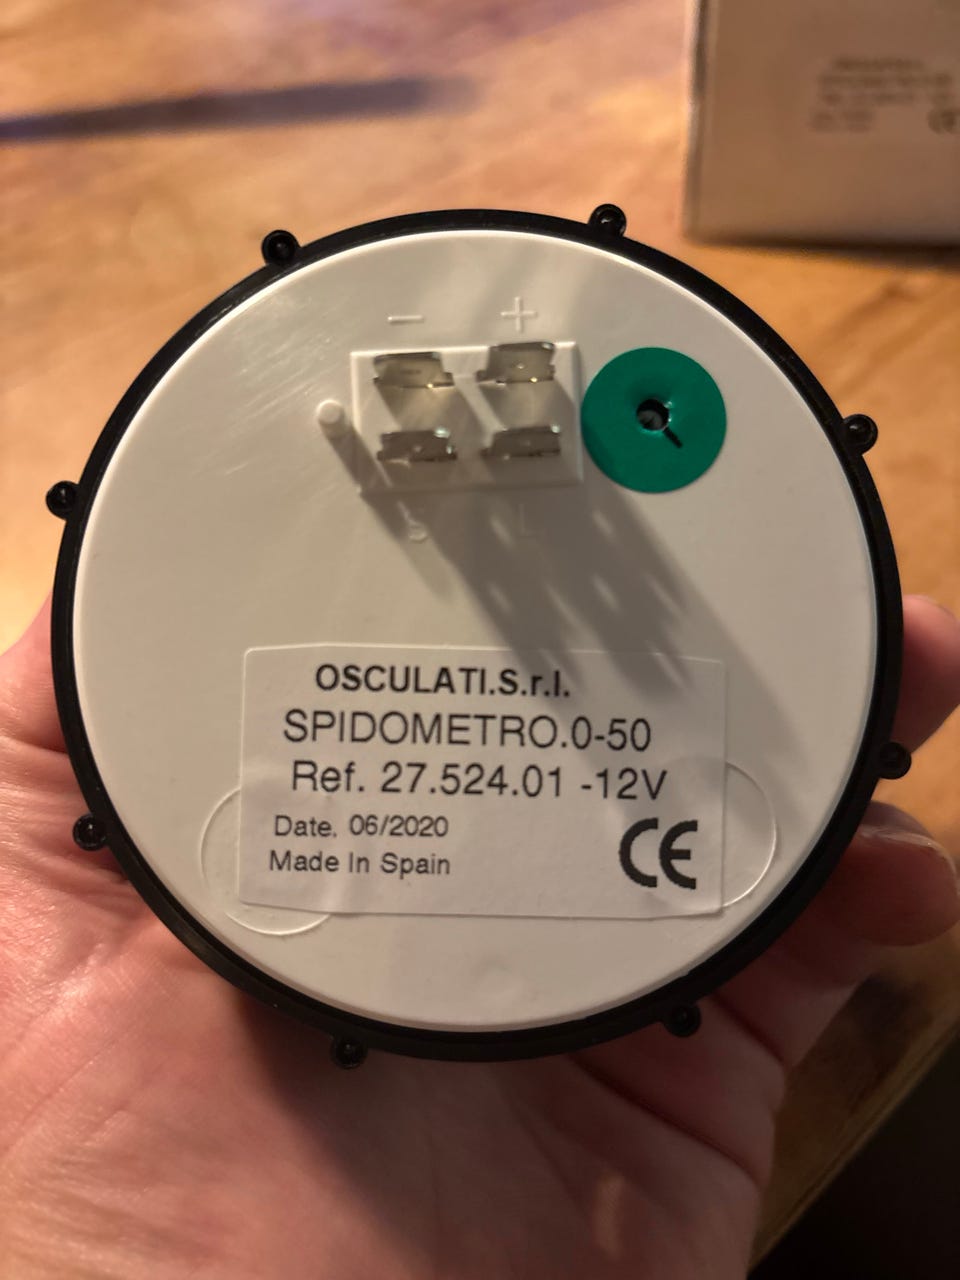 − +
S L
OSCULATI.S.r.l.
SPIDOMETRO.0-50
Ref. 27.524.01 -12V
Date. 06/2020
Made In Spain
CE